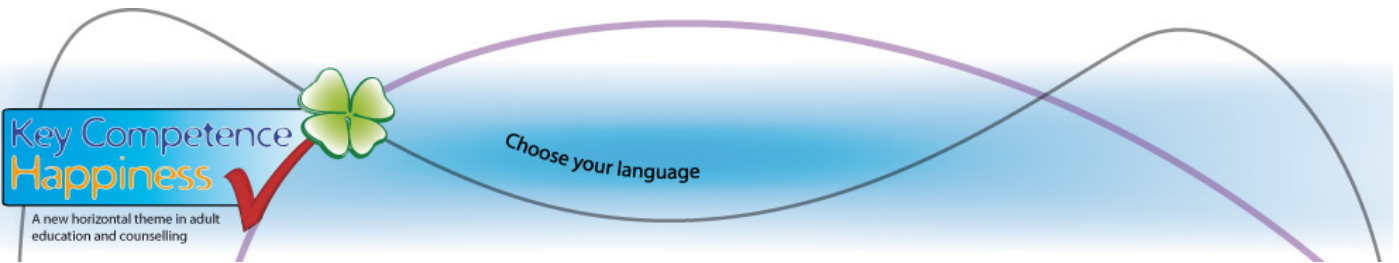 Key Competence
Happiness
A new horizontal theme in adult
education and counselling
Choose your language